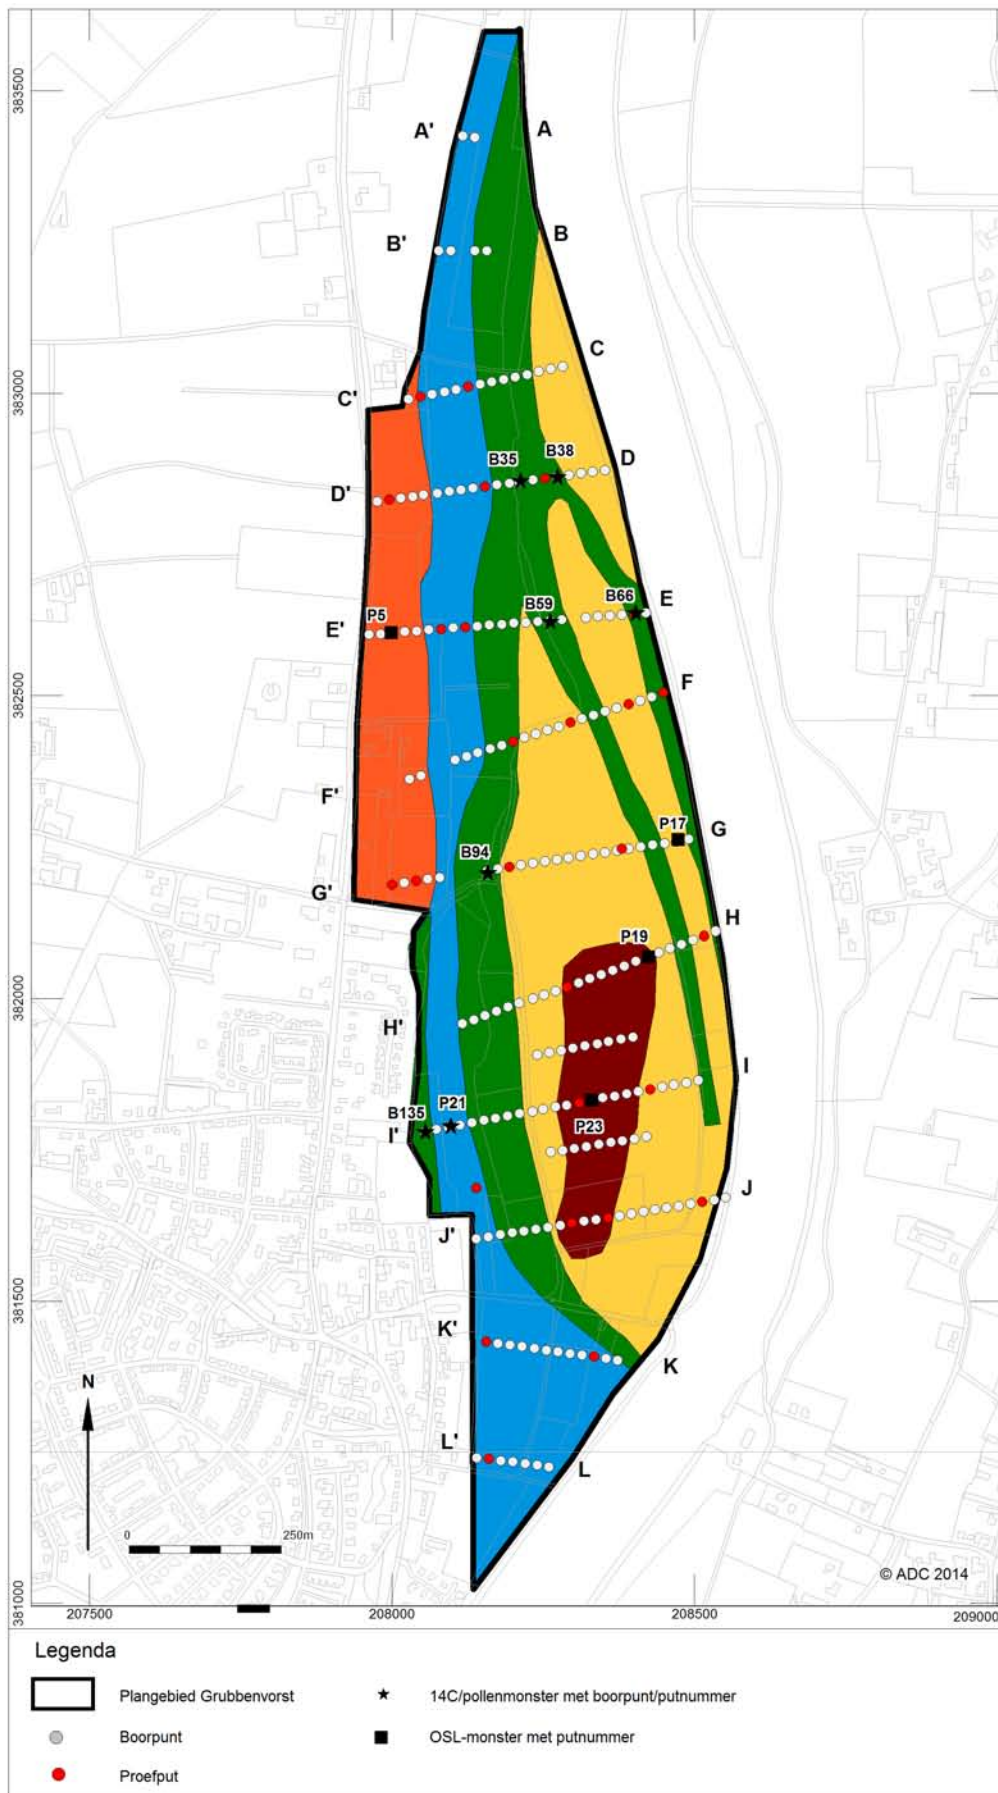 383500
A'
A
B'
B
C
383000
C'
B35
B38
D
D'
B59
B66
E
P5
E'
F
382500
F'
P17
G
B94
G'
H
P19
382000
H'
I
B135
P21
I'
P23
J
J'
381500
K'
K
N
L'
L
0
250m
© ADC 2014
381000
207500
208000
208500
209000
Legenda
Plangebied Grubbenvorst
14C/pollenmonster met boorpunt/putnummer
Boorpunt
OSL-monster met putnummer
Proefput